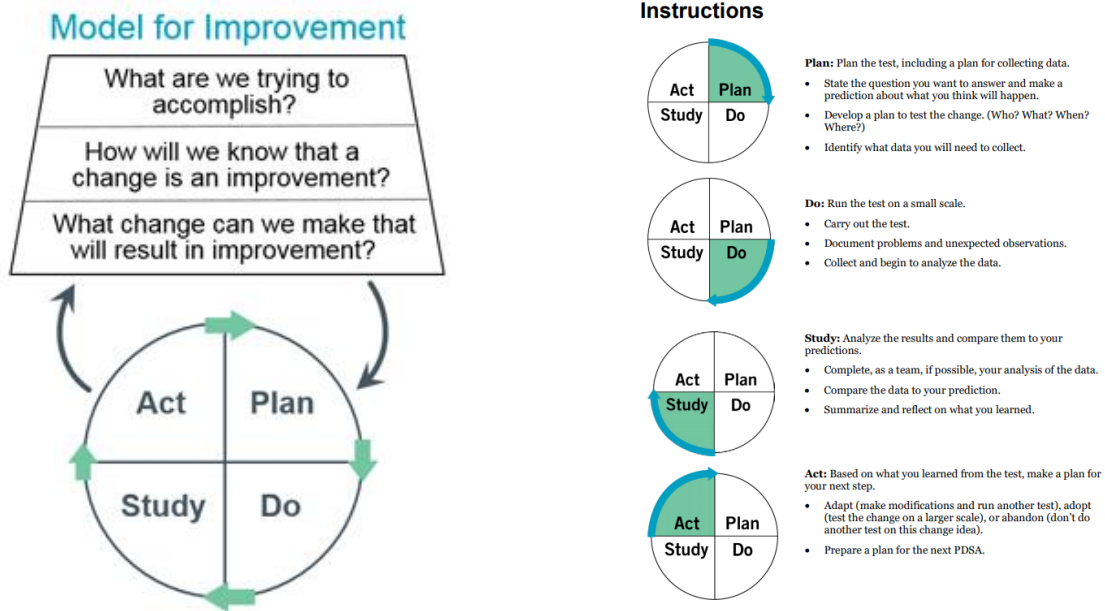 Model for Improvement
What are we trying to
accomplish?
How will we know that a
change is an improvement?
What change can we make that
will result in improvement?
Act
Plan
Study
Do
Instructions
Act
Plan
Study
Do
Plan: Plan the test, including a plan for collecting data.
• State the question you want to answer and make a
prediction about what you think will happen.
• Develop a plan to test the change. (Who? What? When?
Where?)
• Identify what data you will need to collect.
Act
Plan
Study
Do
Do: Run the test on a small scale.
• Carry out the test.
• Document problems and unexpected observations.
• Collect and begin to analyze the data.
Act
Plan
Study
Do
Study: Analyze the results and compare them to your
predictions.
• Complete, as a team, if possible, your analysis of the data.
• Compare the data to your prediction.
• Summarize and reflect on what you learned.
Act
Plan
Study
Do
Act: Based on what you learned from the test, make a plan for
your next step.
• Adapt (make modifications and run another test), adopt
(test the change on a larger scale), or abandon (don’t do
another test on this change idea).
• Prepare a plan for the next PDSA.